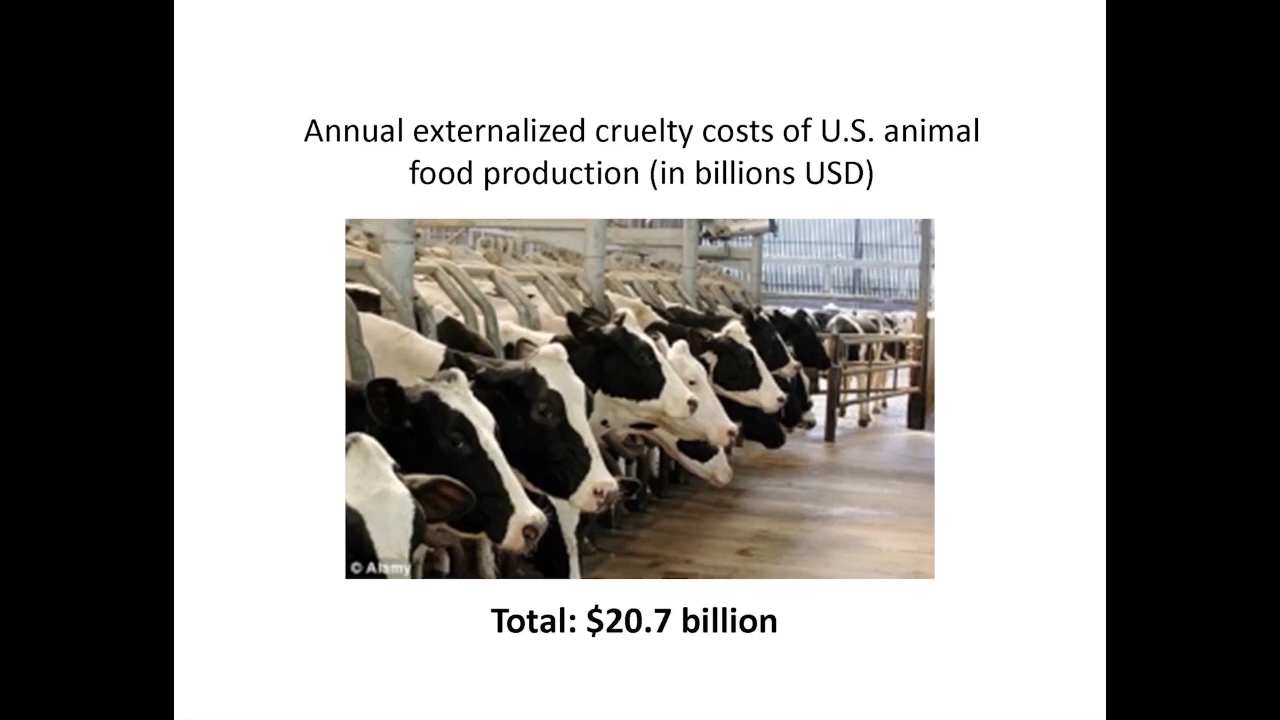 Annual externalized cruelty costs of U.S. animal
food production (in billions USD)
© Alamy
Total: $20.7 billion